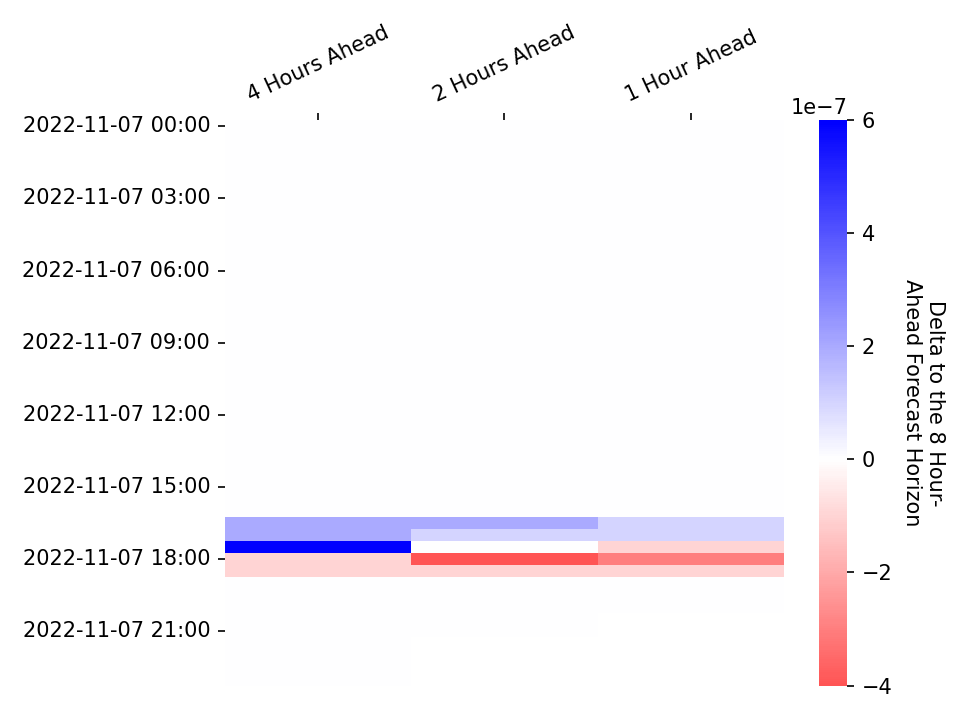 4 Hours Ahead
2 Hours Ahead
1 Hour Ahead
2022-11-07 00:00
2022-11-07 03:00
2022-11-07 06:00
2022-11-07 09:00
2022-11-07 12:00
2022-11-07 15:00
2022-11-07 18:00
2022-11-07 21:00
1e−7
6
4
2
0
−2
−4
Delta to the 8 Hour-
Ahead Forecast Horizon